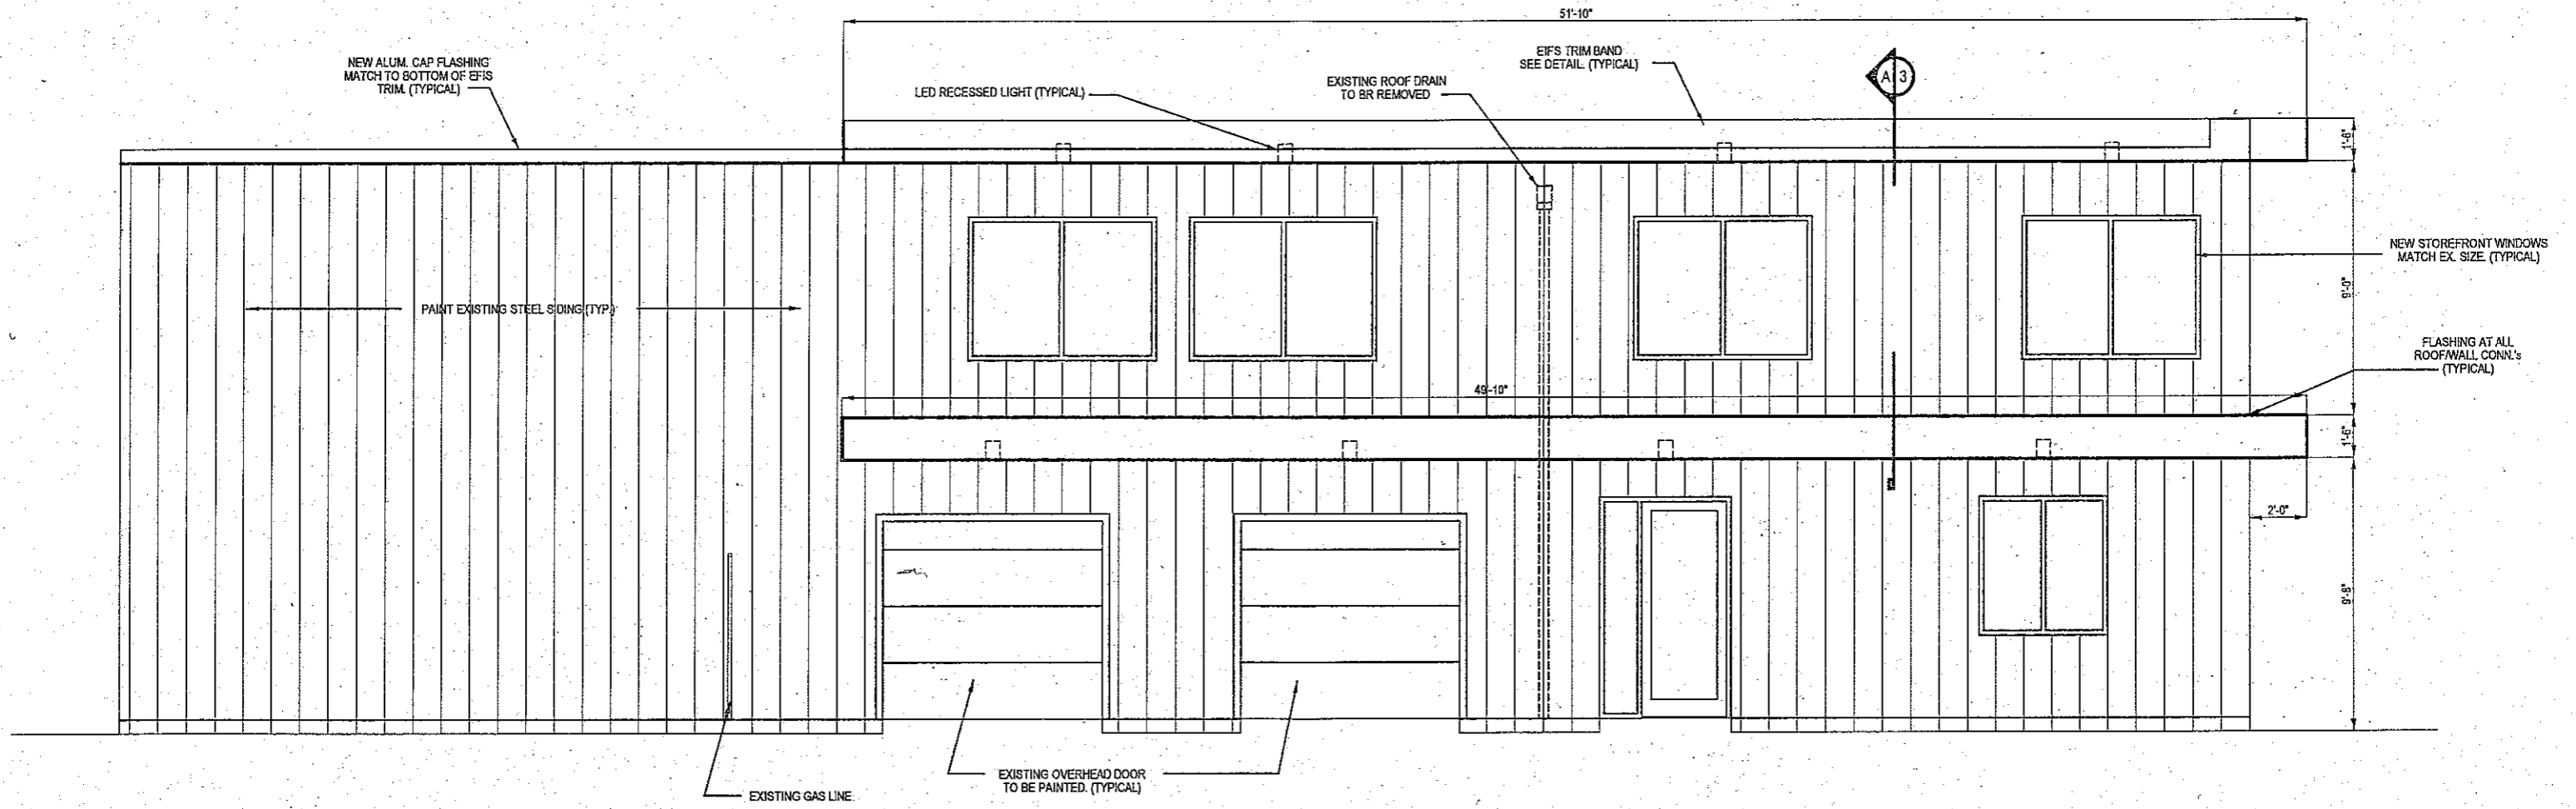 51'-10"
NEW ALUM. CAP FLASHING
MATCH TO BOTTOM OF EFIS
TRIM. (TYPICAL)
LED RECESSED LIGHT (TYPICAL)
EXISTING ROOF DRAIN
TO BR REMOVED
EIFS TRIM BAND
SEE DETAIL. (TYPICAL)
A 3
1'-6"
NEW STOREFRONT WINDOWS
MATCH EX. SIZE. (TYPICAL)
9'-0"
PAINT EXISTING STEEL SIDING (TYP.)
FLASHING AT ALL
ROOF/WALL CONN.'s
(TYPICAL)
49'-10"
1'-6"
2'-0"
9'-8"
EXISTING OVERHEAD DOOR
TO BE PAINTED. (TYPICAL)
EXISTING GAS LINE.